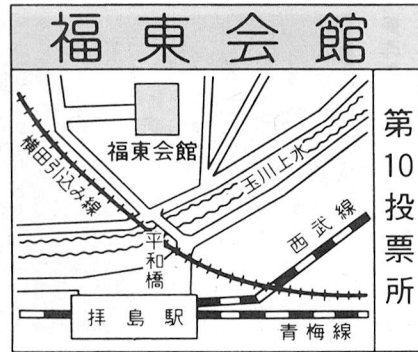 福東会館
第10投票所
福東会館
横田引込み線
玉川上水
平和橋
西武線
拝島駅
青梅線